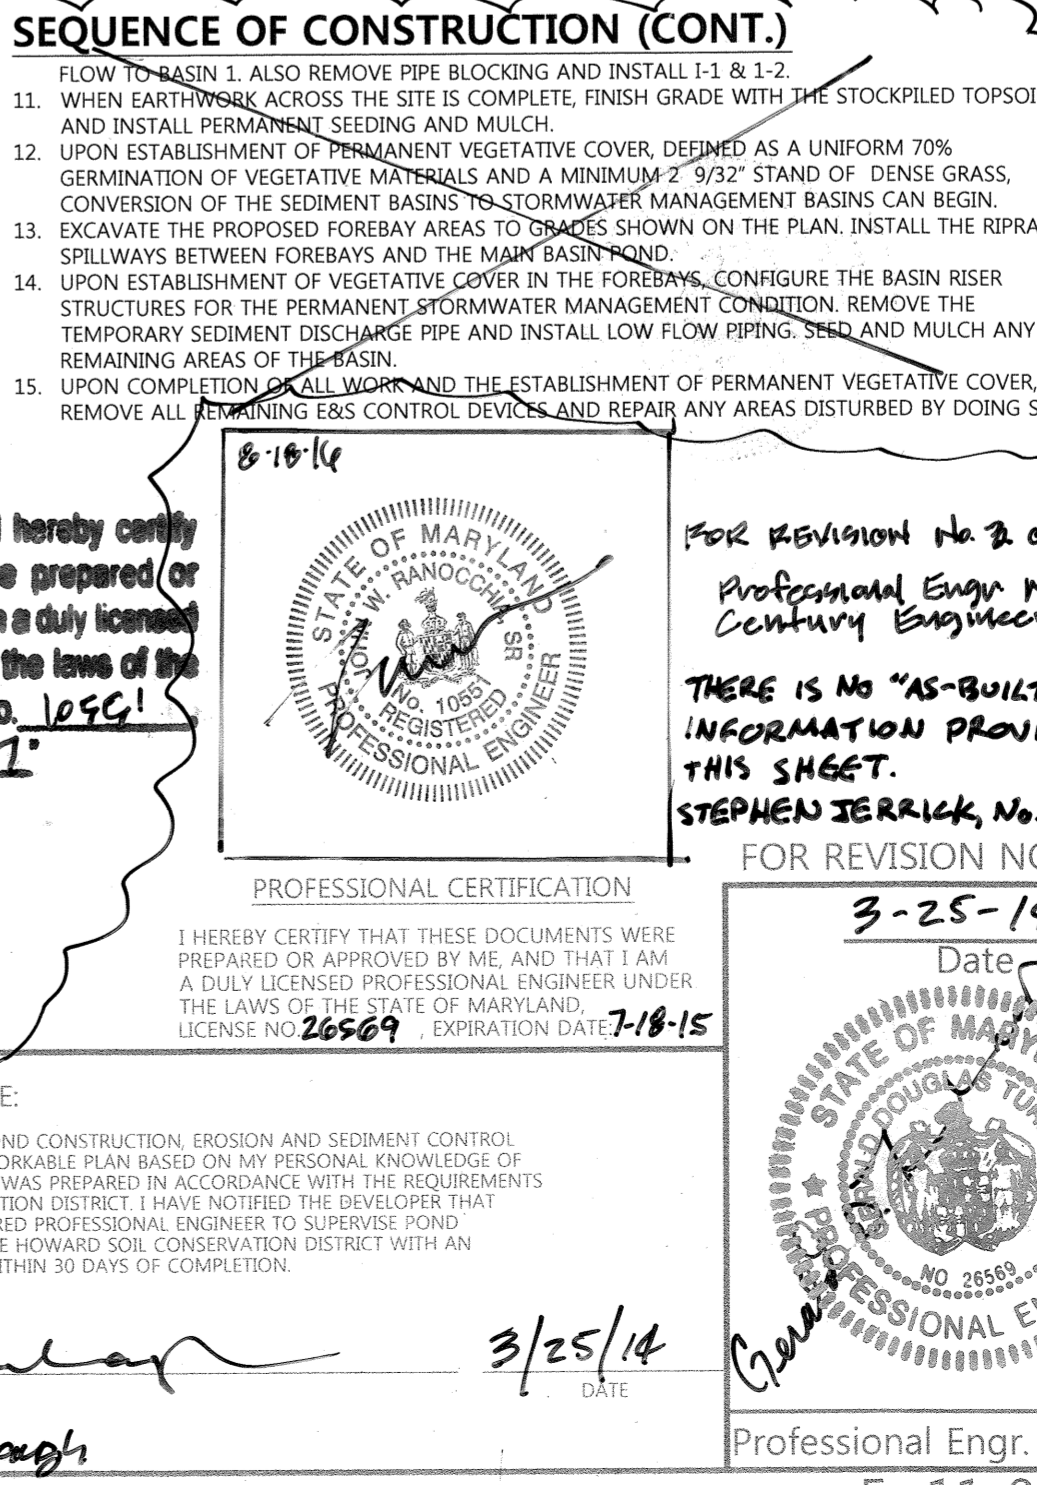 SEQUENCE OF CONSTRUCTION (CONT.)
FLOW TO BASIN 1. ALSO REMOVE PIPE BLOCKING AND INSTALL I-1 & 1-2.
11. WHEN EARTHWORK ACROSS THE SITE IS COMPLETE, FINISH GRADE WITH THE STOCKPILED TOPSOI
AND INSTALL PERMANENT SEEDING AND MULCH.
12. UPON ESTABLISHMENT OF PERMANENT VEGETATIVE COVER, DEFINED AS A UNIFORM 70%
GERMINATION OF VEGETATIVE MATERIALS AND A MINIMUM 2 9/32" STAND OF DENSE GRASS,
CONVERSION OF THE SEDIMENT BASINS TO STORMWATER MANAGEMENT BASINS CAN BEGIN.
13. EXCAVATE THE PROPOSED FOREBAY AREAS TO GRADES SHOWN ON THE PLAN. INSTALL THE RIPRA
SPILLWAYS BETWEEN FOREBAYS AND THE MAIN BASIN POND.
14. UPON ESTABLISHMENT OF VEGETATIVE COVER IN THE FOREBAYS, CONFIGURE THE BASIN RISER
STRUCTURES FOR THE PERMANENT STORMWATER MANAGEMENT CONDITION. REMOVE THE
TEMPORARY SEDIMENT DISCHARGE PIPE AND INSTALL LOW FLOW PIPING. SEED AND MULCH ANY
REMAINING AREAS OF THE BASIN.
15. UPON COMPLETION OF ALL WORK AND THE ESTABLISHMENT OF PERMANENT VEGETATIVE COVER,
REMOVE ALL REMAINING E&S CONTROL DEVICES AND REPAIR ANY AREAS DISTURBED BY DOING S
8-18-16
STATE OF MARYLAND
JOHN W. RANOCCHIA, SR
No. 10551
REGISTERED
PROFESSIONAL ENGINEER
hereby certify
e prepared or
a duly licensed
the laws of the
o. 10551
FOR REVISION No. 2
Professional Engr
Century Engineer
THERE IS NO "AS-BUILT
INFORMATION PROVI
THIS SHEET.
STEPHEN JERRICK, No.
FOR REVISION NO
PROFESSIONAL CERTIFICATION
I HEREBY CERTIFY THAT THESE DOCUMENTS WERE
PREPARED OR APPROVED BY ME, AND THAT I AM
A DULY LICENSED PROFESSIONAL ENGINEER UNDER
THE LAWS OF THE STATE OF MARYLAND,
LICENSE NO. 26569 , EXPIRATION DATE: 7-18-15
3-25-1
Date
STATE OF MARY
GERALD DOUGLAS TUR
NO 26569
PROFESSIONAL E
E:
ND CONSTRUCTION, EROSION AND SEDIMENT CONTROL
ORKABLE PLAN BASED ON MY PERSONAL KNOWLEDGE OF
WAS PREPARED IN ACCORDANCE WITH THE REQUIREMENTS
TION DISTRICT. I HAVE NOTIFIED THE DEVELOPER THAT
RED PROFESSIONAL ENGINEER TO SUPERVISE POND
E HOWARD SOIL CONSERVATION DISTRICT WITH AN
ITHIN 30 DAYS OF COMPLETION.
3/25/14
DATE
Professional Engr.